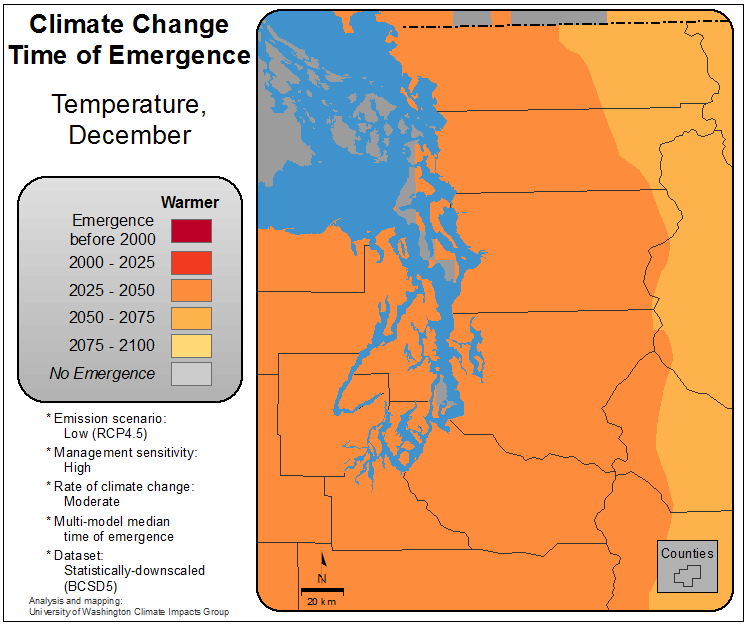 Climate Change
Time of Emergence
Temperature,
December
Warmer
Emergence
before 2000
2000 - 2025
2025 - 2050
2050 - 2075
2075 - 2100
No Emergence
* Emission scenario:
Low (RCP4.5)
* Management sensitivity:
High
* Rate of climate change:
Moderate
* Multi-model median
time of emergence
* Dataset:
Statistically-downscaled
(BCSD5)
Analysis and mapping:
University of Washington Climate Impacts Group
N
20 km
Counties